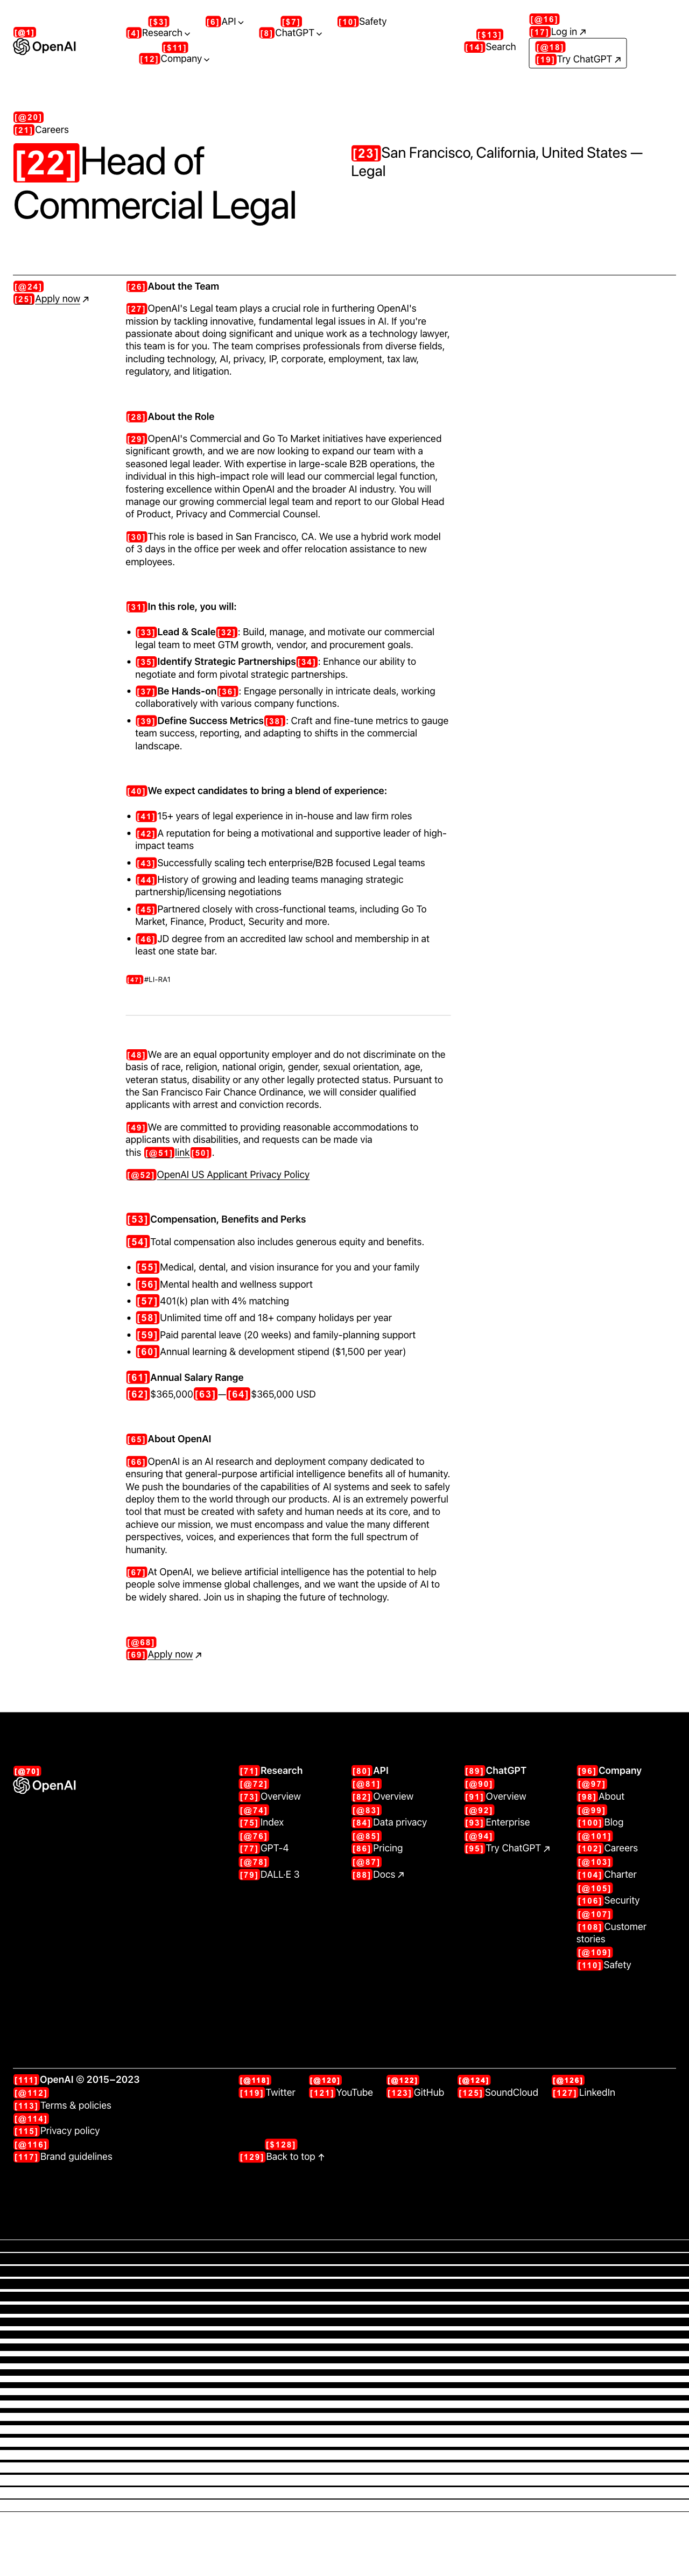 [@1]
OpenAI
[$3]
[4]Research
[6]API
[$7]
[8]ChatGPT
[10]Safety
[$11]
[12]Company
[$13]
[14]Search
[@16]
[17]Log in ↗
[@18]
[19]Try ChatGPT ↗
[@20]
[21]Careers
[22]Head of
Commercial Legal
[23]San Francisco, California, United States —
Legal
[@24]
[25]Apply now ↗
[26]About the Team
[27]OpenAI's Legal team plays a crucial role in furthering OpenAI's
mission by tackling innovative, fundamental legal issues in AI. If you're
passionate about doing significant and unique work as a technology lawyer,
this team is for you. The team comprises professionals from diverse fields,
including technology, AI, privacy, IP, corporate, employment, tax law,
regulatory, and litigation.
[28]About the Role
[29]OpenAI's Commercial and Go To Market initiatives have experienced
significant growth, and we are now looking to expand our team with a
seasoned legal leader. With expertise in large-scale B2B operations, the
individual in this high-impact role will lead our commercial legal function,
fostering excellence within OpenAI and the broader AI industry. You will
manage our growing commercial legal team and report to our Global Head
of Product, Privacy and Commercial Counsel.
[30]This role is based in San Francisco, CA. We use a hybrid work model
of 3 days in the office per week and offer relocation assistance to new
employees.
[31]In this role, you will:
• [33]Lead & Scale[32]: Build, manage, and motivate our commercial
legal team to meet GTM growth, vendor, and procurement goals.
• [35]Identify Strategic Partnerships[34]: Enhance our ability to
negotiate and form pivotal strategic partnerships.
• [37]Be Hands-on[36]: Engage personally in intricate deals, working
collaboratively with various company functions.
• [39]Define Success Metrics[38]: Craft and fine-tune metrics to gauge
team success, reporting, and adapting to shifts in the commercial
landscape.
[40]We expect candidates to bring a blend of experience:
• [41]15+ years of legal experience in in-house and law firm roles
• [42]A reputation for being a motivational and supportive leader of high-
impact teams
• [43]Successfully scaling tech enterprise/B2B focused Legal teams
• [44]History of growing and leading teams managing strategic
partnership/licensing negotiations
• [45]Partnered closely with cross-functional teams, including Go To
Market, Finance, Product, Security and more.
• [46]JD degree from an accredited law school and membership in at
least one state bar.
[47]#LI-RA1
[48]We are an equal opportunity employer and do not discriminate on the
basis of race, religion, national origin, gender, sexual orientation, age,
veteran status, disability or any other legally protected status. Pursuant to
the San Francisco Fair Chance Ordinance, we will consider qualified
applicants with arrest and conviction records.
[49]We are committed to providing reasonable accommodations to
applicants with disabilities, and requests can be made via
this [@51]link[50].
[@52]OpenAI US Applicant Privacy Policy
[53]Compensation, Benefits and Perks
[54]Total compensation also includes generous equity and benefits.
• [55]Medical, dental, and vision insurance for you and your family
• [56]Mental health and wellness support
• [57]401(k) plan with 4% matching
• [58]Unlimited time off and 18+ company holidays per year
• [59]Paid parental leave (20 weeks) and family-planning support
• [60]Annual learning & development stipend ($1,500 per year)
[61]Annual Salary Range
[62]$365,000[63]—[64]$365,000 USD
[65]About OpenAI
[66]OpenAI is an AI research and deployment company dedicated to
ensuring that general-purpose artificial intelligence benefits all of humanity.
We push the boundaries of the capabilities of AI systems and seek to safely
deploy them to the world through our products. AI is an extremely powerful
tool that must be created with safety and human needs at its core, and to
achieve our mission, we must encompass and value the many different
perspectives, voices, and experiences that form the full spectrum of
humanity.
[67]At OpenAI, we believe artificial intelligence has the potential to help
people solve immense global challenges, and we want the upside of AI to
be widely shared. Join us in shaping the future of technology.
[@68]
[69]Apply now ↗
[@70]
OpenAI
[71]Research
[@72]
[73]Overview
[@74]
[75]Index
[@76]
[77]GPT-4
[@78]
[79]DALL·E 3
[80]API
[@81]
[82]Overview
[@83]
[84]Data privacy
[@85]
[86]Pricing
[@87]
[88]Docs ↗
[89]ChatGPT
[@90]
[91]Overview
[@92]
[93]Enterprise
[@94]
[95]Try ChatGPT ↗
[96]Company
[@97]
[98]About
[@99]
[100]Blog
[@101]
[102]Careers
[@103]
[104]Charter
[@105]
[106]Security
[@107]
[108]Customer
stories
[@109]
[110]Safety
[111]OpenAI © 2015–2023
[@112]
[113]Terms & policies
[@114]
[115]Privacy policy
[@116]
[117]Brand guidelines
[@118]
[119]Twitter
[@120]
[121]YouTube
[@122]
[123]GitHub
[@124]
[125]SoundCloud
[@126]
[127]LinkedIn
[$128]
[129]Back to top ↑